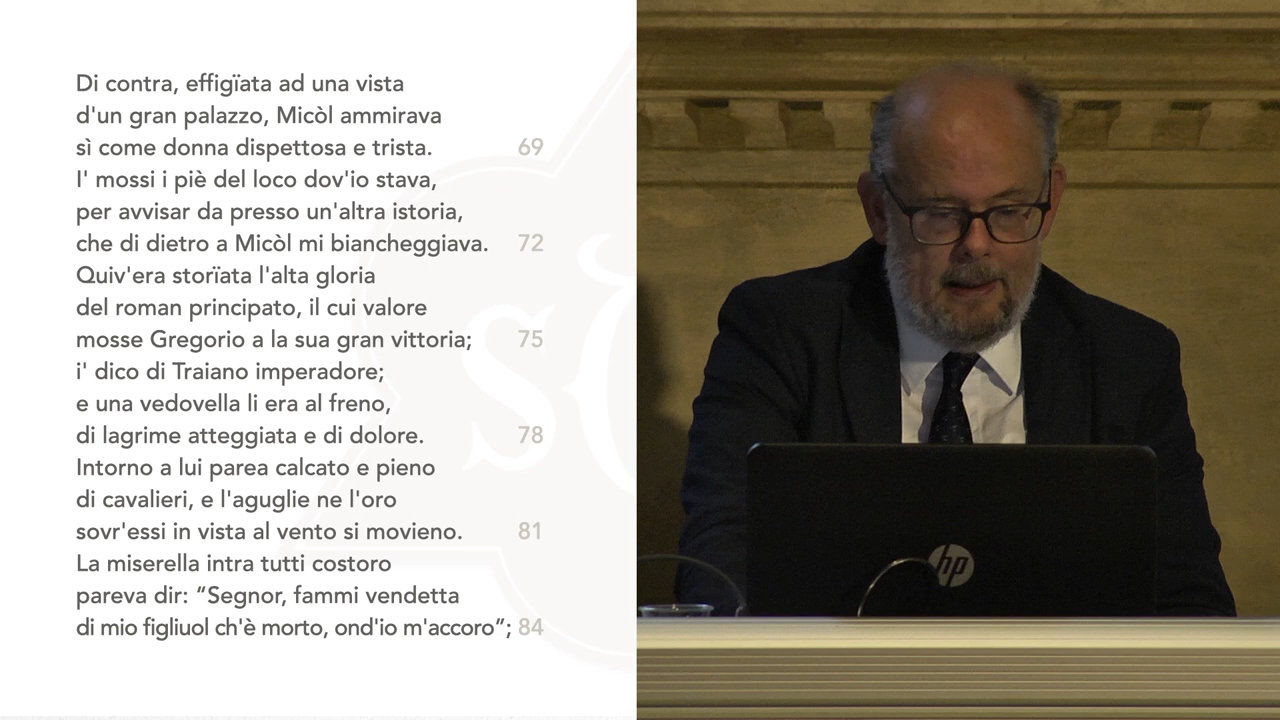 Di contra, effigïata ad una vista
d'un gran palazzo, Micòl ammirava
sì come donna dispettosa e trista. 69
I' mossi i piè del loco dov'io stava,
per avvisar da presso un'altra istoria,
che di dietro a Micòl mi biancheggiava. 72
Quiv'era storïata l'alta gloria
del roman principato, il cui valore
mosse Gregorio a la sua gran vittoria; 75
i' dico di Traiano imperadore;
e una vedovella li era al freno,
di lagrime atteggiata e di dolore. 78
Intorno a lui parea calcato e pieno
di cavalieri, e l'aguglie ne l'oro
sovr'essi in vista al vento si movieno. 81
La miserella intra tutti costoro
pareva dir: “Segnor, fammi vendetta
di mio figliuol ch'è morto, ond'io m'accoro”; 84
hp